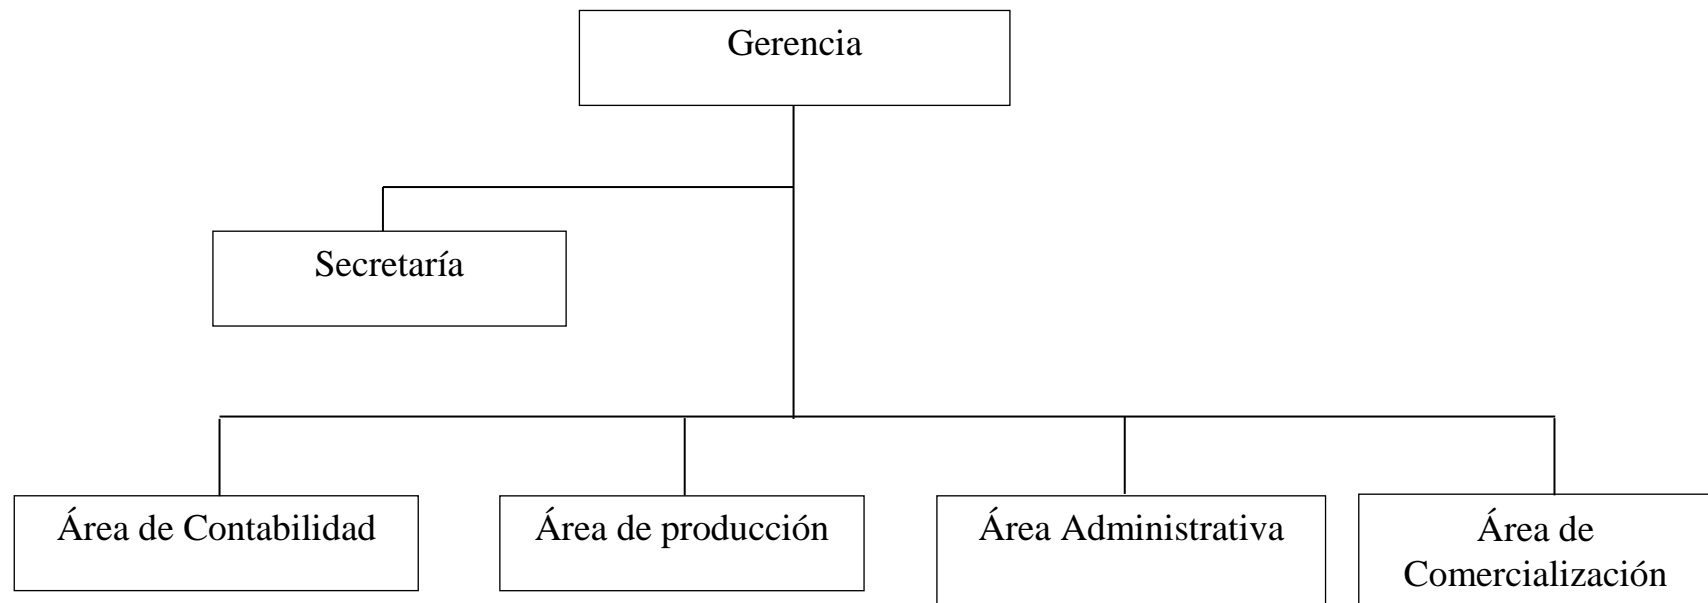 Gerencia
Secretaría
Área de Contabilidad
Área de producción
Área Administrativa
Área de
Comercialización